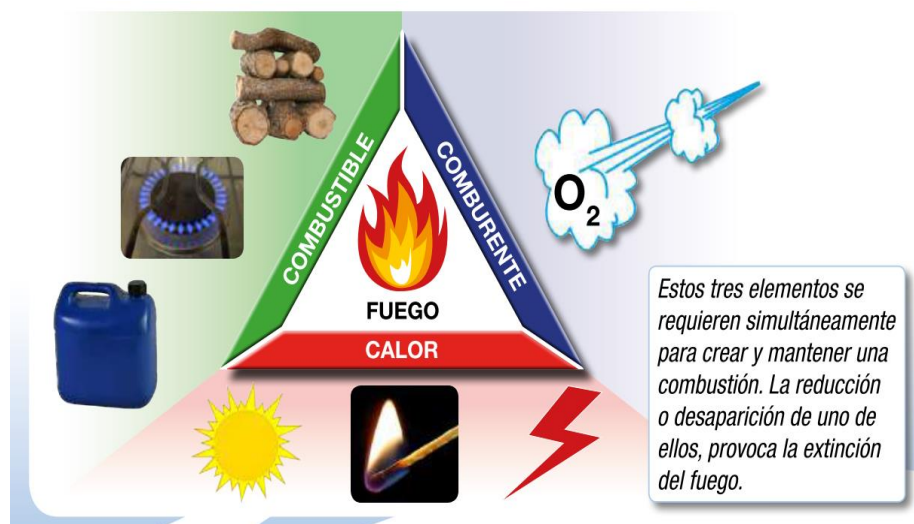 COMBUSTIBLE
COMBURENTE
O2
FUEGO
CALOR
Estos tres elementos se
requieren simultáneamente
para crear y mantener una
combustión. La reducción
o desaparición de uno de
ellos, provoca la extinción
del fuego.